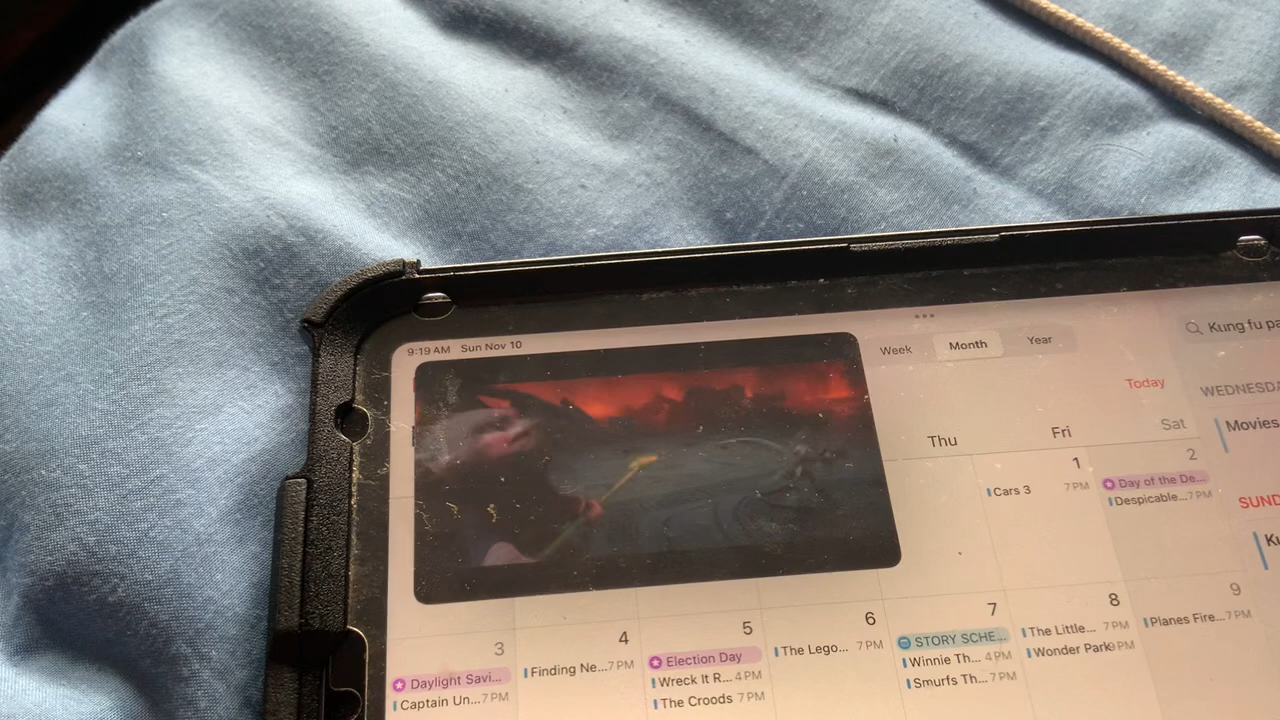 9:19 AM Sun Nov 10
Week Month Year
Kung fu pa
Today
WEDNESDA
Thu Fri Sat
Movies
1
Cars 3 7 PM
2
Day of the De...
Despicable... 7 PM
SUND
Ku
3
Daylight Savi...
Captain Un... 7 PM
4
Finding Ne... 7 PM
5
Election Day
Wreck It R... 4 PM
The Croods 7 PM
6
The Lego... 7 PM
7
STORY SCHE...
Winnie Th... 4 PM
Smurfs Th... 7 PM
8
The Little... 7 PM
Wonder Park 9 PM
9
Planes Fire... 7 PM